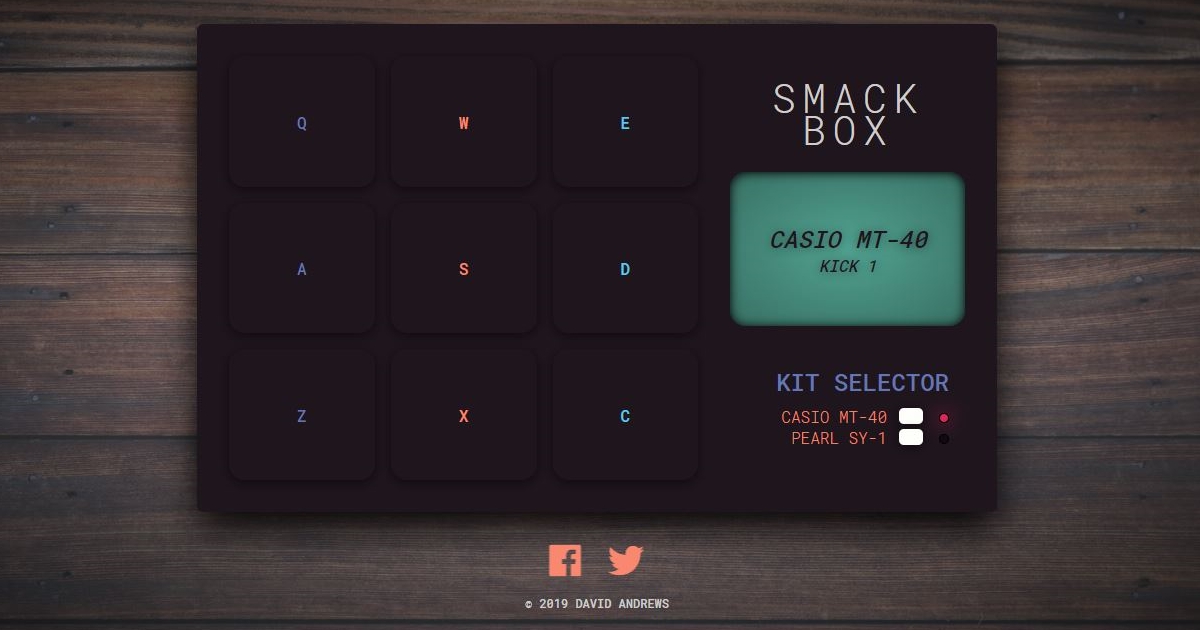 Q W E
A S D
Z X C
SMACK
BOX
CASIO MT-40
KICK 1
KIT SELECTOR
CASIO MT-40
PEARL SY-1
© 2019 DAVID ANDREWS